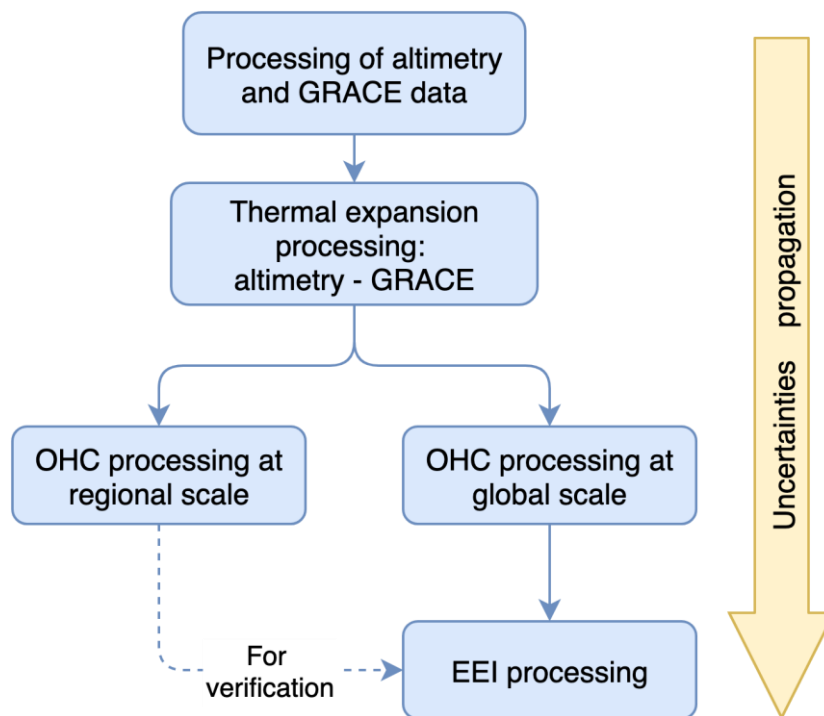 Processing of altimetry
and GRACE data
Thermal expansion
processing:
altimetry - GRACE
OHC processing at
regional scale
OHC processing at
global scale
For
verification
EEI processing
Uncertainties propagation